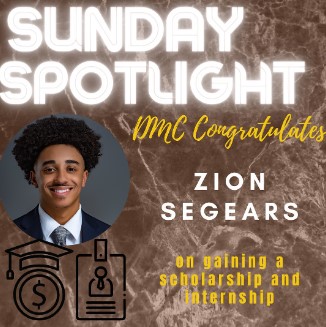 SUNDAY
SPOTLIGHT
DMC Congratulates
ZION
SEGEARS
on gaining a
scholarship and
internship
$